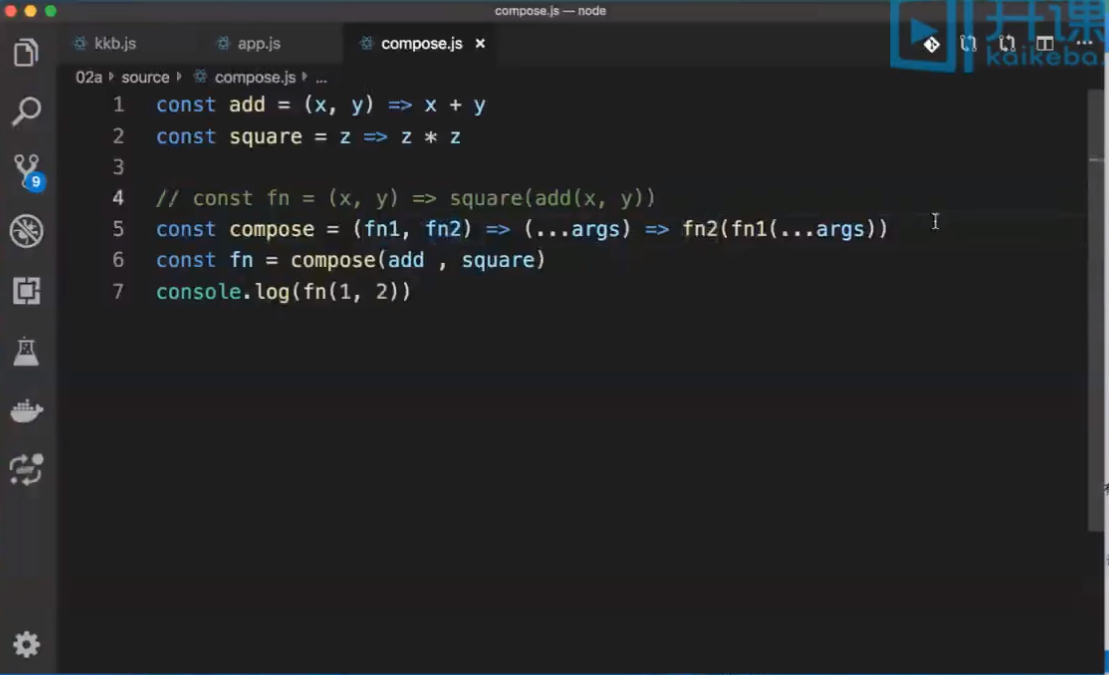 compose.js — node
开课
kaikeba.
kkb.js app.js compose.js ×
02a source compose.js ...
1 const add = (x, y) => x + y
2 const square = z => z * z
3
4 // const fn = (x, y) => square(add(x, y))
5 const compose = (fn1, fn2) => (...args) => fn2(fn1(...args))
6 const fn = compose(add , square)
7 console.log(fn(1, 2))
9